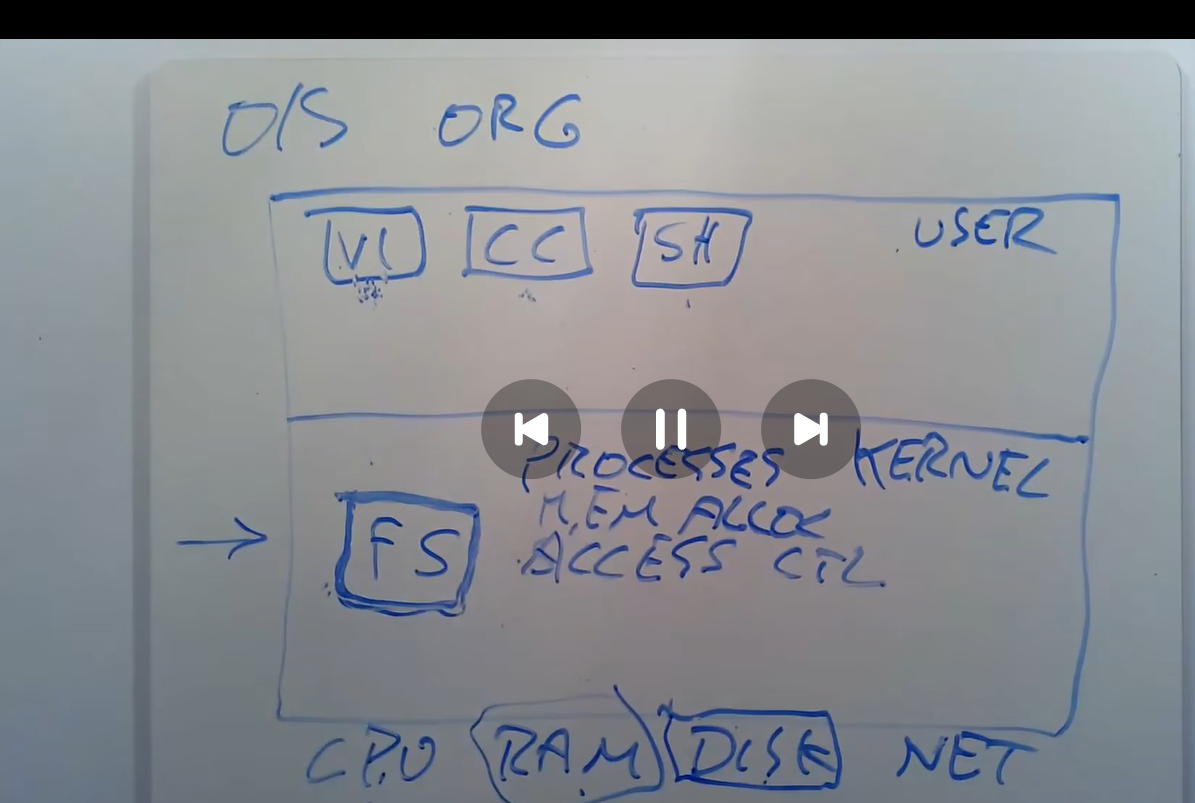 O/S ORG
VI CC SH USER
PROCESSES KERNEL
MEM ALLOC
FS ACCESS CTL
CPU RAM DISK NET